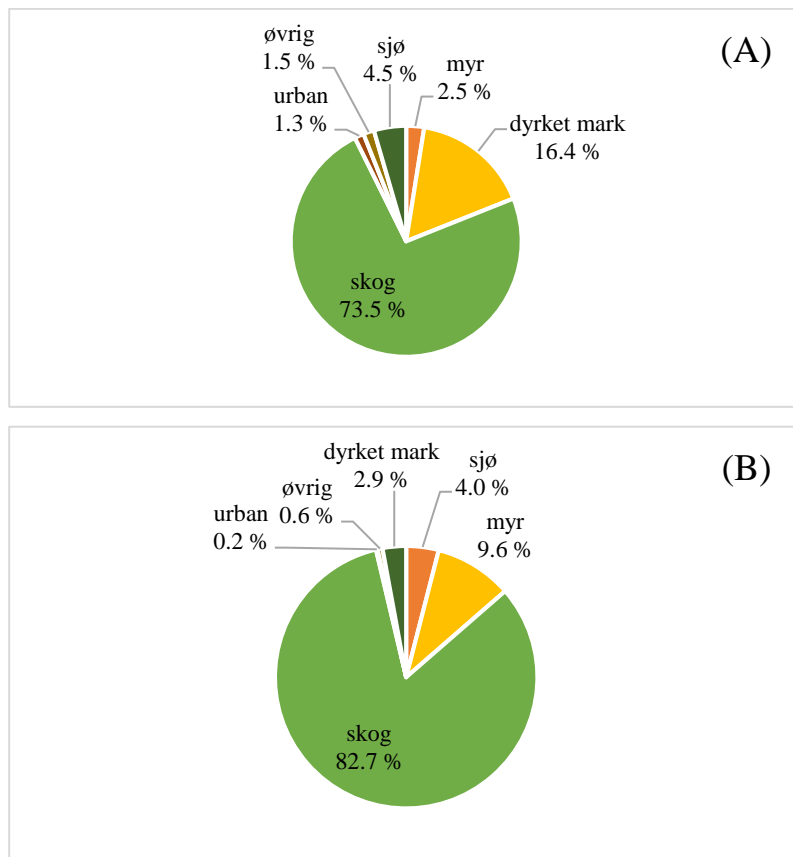 (A)
øvrig
1.5 %
sjø
4.5 %
myr
2.5 %
urban
1.3 %
dyrket mark
16.4 %
skog
73.5 %
(B)
dyrket mark
2.9 %
sjø
4.0 %
øvrig
0.6 %
urban
0.2 %
myr
9.6 %
skog
82.7 %